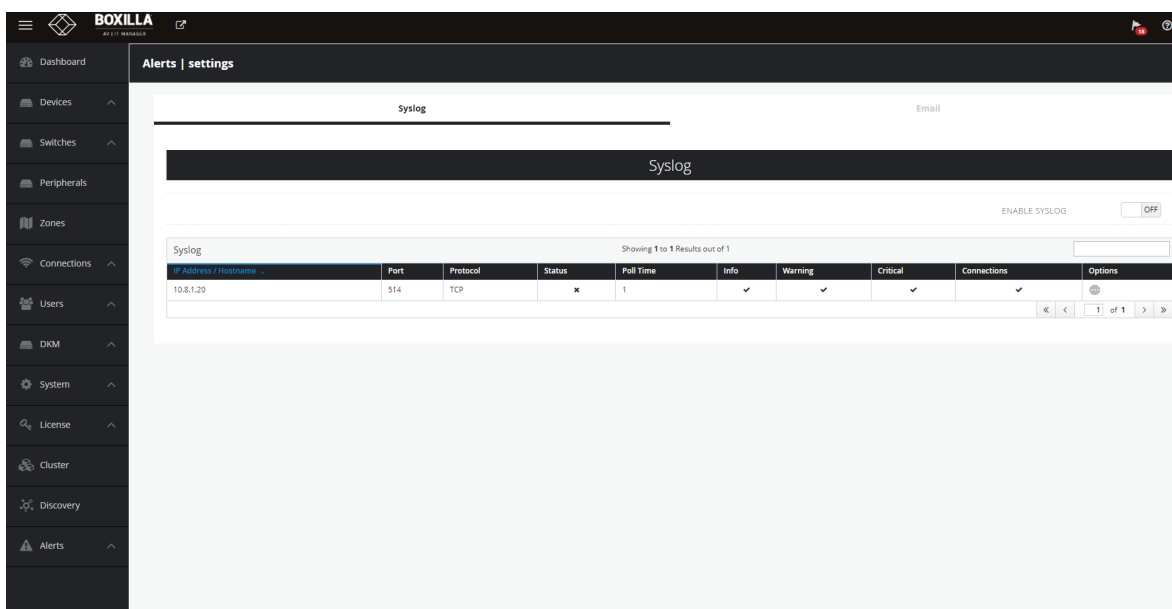 BOXILLA
AV | IT MANAGER
18
Dashboard
Alerts | settings
Devices
Syslog
Email
Switches
Syslog
Peripherals
ENABLE SYSLOG OFF
Zones
Syslog Showing 1 to 1 Results out of 1
Connections
IP Address / Hostname Port Protocol Status Poll Time Info Warning Critical Connections Options
10.8.1.20 514 TCP ✖ 1 ✔ ✔ ✔ ✔
Users
« < 1 of 1 > »
DKM
System
License
Cluster
Discovery
Alerts